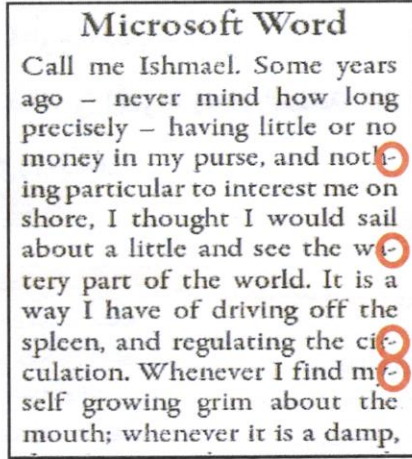 Microsoft Word
Call me Ishmael. Some years
ago – never mind how long
precisely – having little or no
money in my purse, and noth-
ing particular to interest me on
shore, I thought I would sail
about a little and see the wa-
tery part of the world. It is a
way I have of driving off the
spleen, and regulating the cir-
culation. Whenever I find my-
self growing grim about the
mouth; whenever it is a damp,